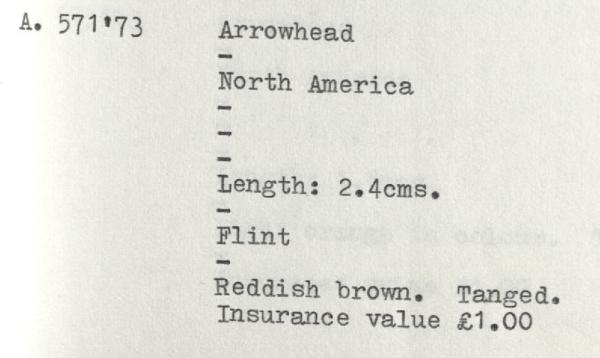 A. 571'73 Arrowhead
-
North America
-
-
-
Length: 2.4cms.
-
Flint
-
Reddish brown. Tanged.
Insurance value £1.00